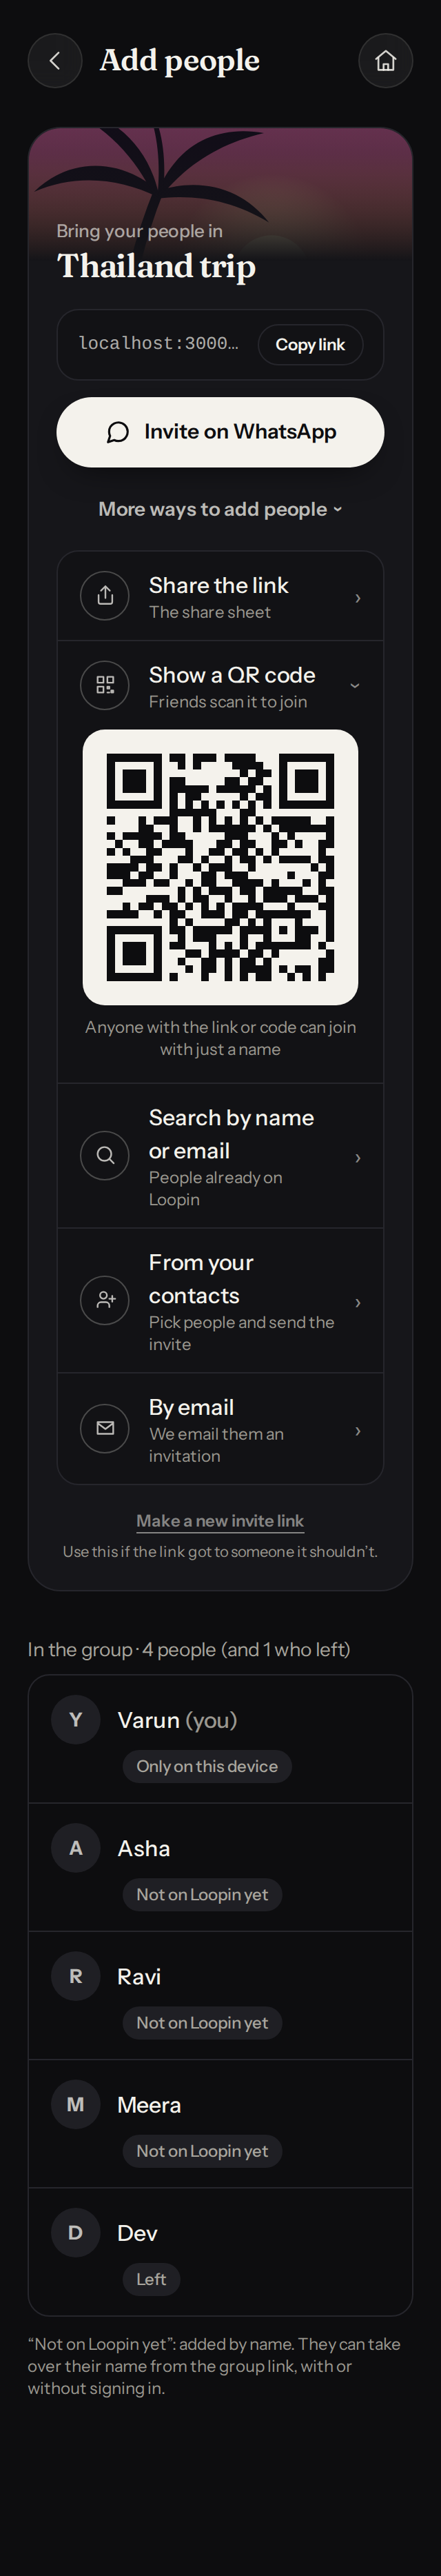 Add people
Bring your people in
Thailand trip
localhost:3000…
Copy link
Invite on WhatsApp
More ways to add people
Share the link
The share sheet
Show a QR code
Friends scan it to join
Anyone with the link or code can join
with just a name
Search by name
or email
People already on
Loopin
From your
contacts
Pick people and send the
invite
By email
We email them an
invitation
Make a new invite link
Use this if the link got to someone it shouldn’t.
In the group · 4 people (and 1 who left)
Y
Varun (you)
Only on this device
A
Asha
Not on Loopin yet
R
Ravi
Not on Loopin yet
M
Meera
Not on Loopin yet
D
Dev
Left
“Not on Loopin yet”: added by name. They can take
over their name from the group link, with or
without signing in.